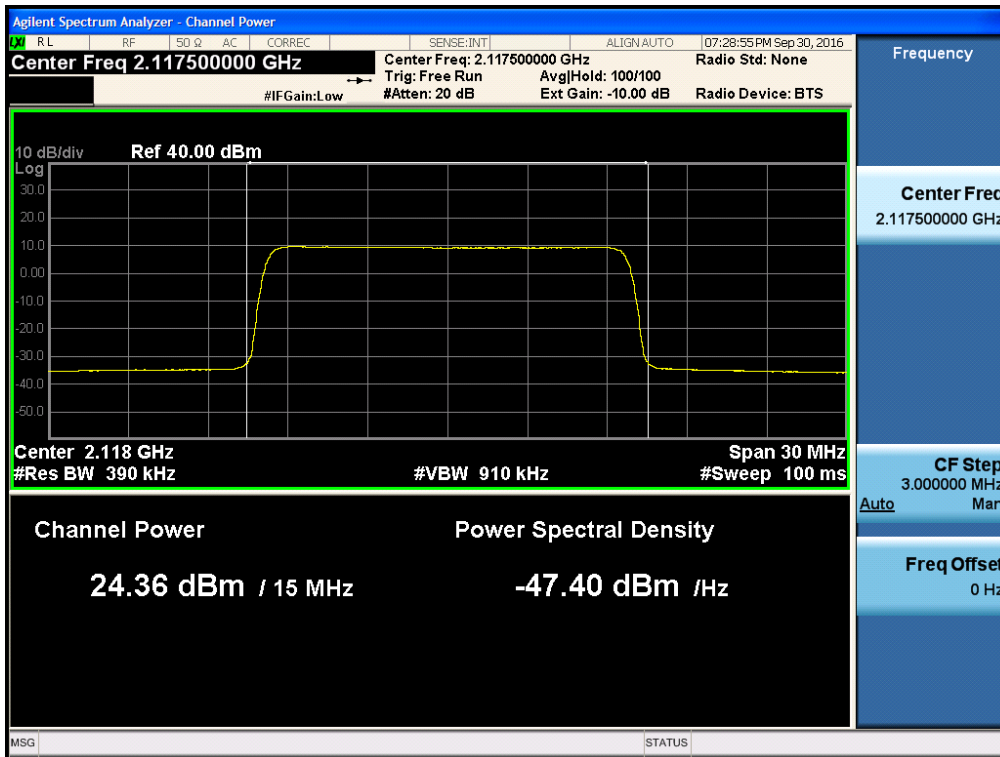 Agilent Spectrum Analyzer - Channel Power
LXI RL RF 50 Ω AC CORREC SENSE:INT ALIGN AUTO 07:28:55 PM Sep 30, 2016
Center Freq 2.117500000 GHz
Center Freq: 2.117500000 GHz
Radio Std: None
Trig: Free Run Avg|Hold: 100/100
#IFGain:Low
#Atten: 20 dB Ext Gain: -10.00 dB Radio Device: BTS
10 dB/div Ref 40.00 dBm
Log
30.0
20.0
10.0
0.00
-10.0
-20.0
-30.0
-40.0
-50.0
Center 2.118 GHz Span 30 MHz
#Res BW 390 kHz #VBW 910 kHz #Sweep 100 ms
Channel Power Power Spectral Density
24.36 dBm / 15 MHz -47.40 dBm /Hz
Frequency
Center Freq
2.117500000 GHz
CF Step
3.000000 MHz
Auto Man
Freq Offset
0 Hz
MSG STATUS